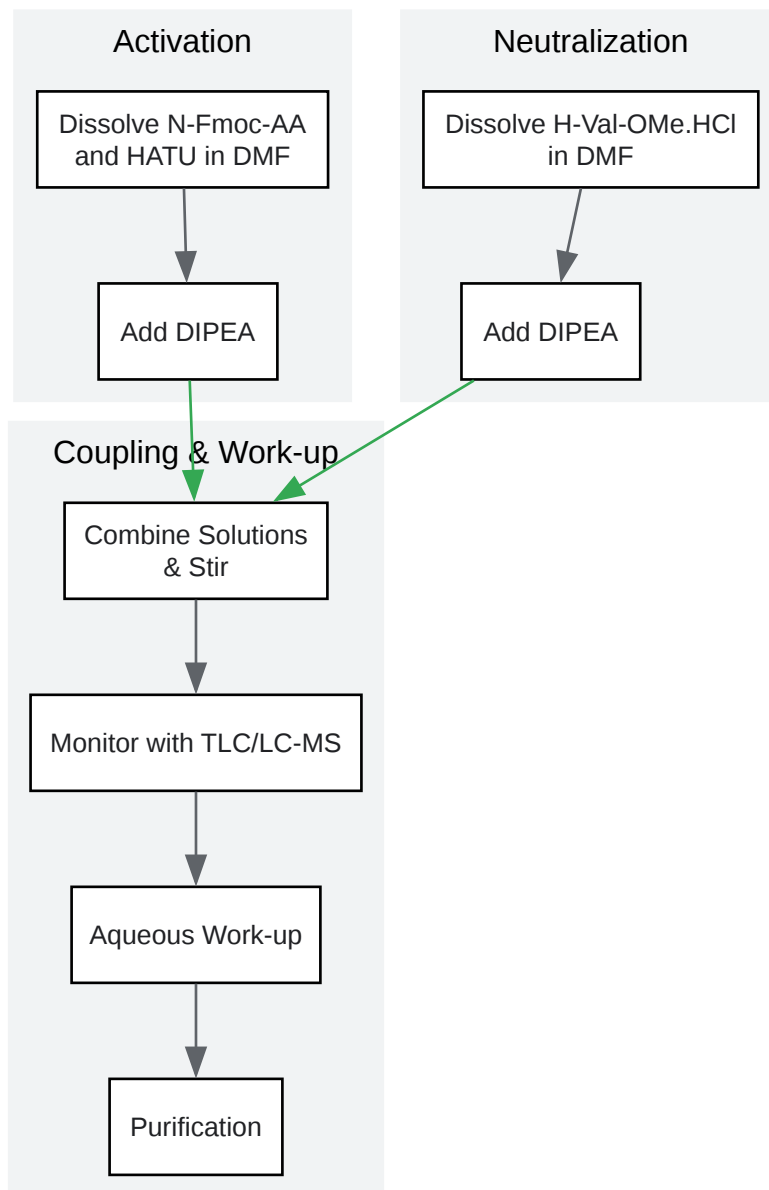 Activation
Dissolve N-Fmoc-AA
and HATU in DMF
Add DIPEA
Neutralization
Dissolve H-Val-OMe.HCl
in DMF
Add DIPEA
Coupling & Work-up
Combine Solutions
& Stir
Monitor with TLC/LC-MS
Aqueous Work-up
Purification